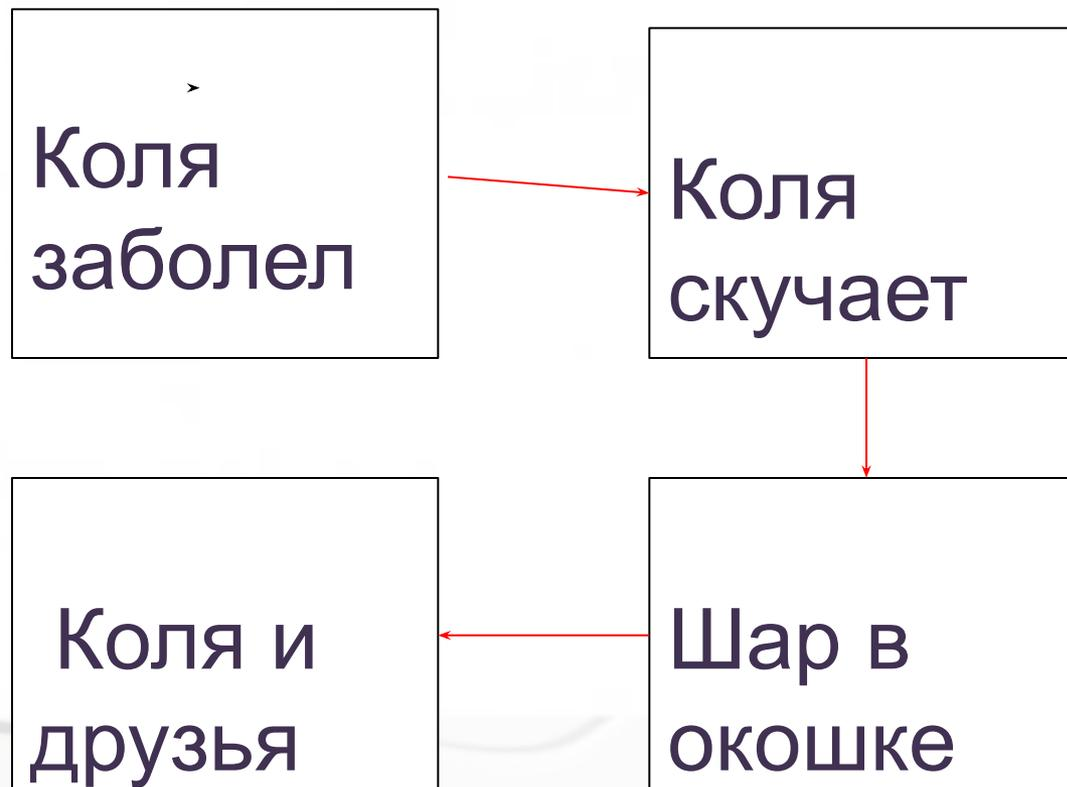 Коля
заболел
Коля
скучает
Шар в
окошке
Коля и
друзья